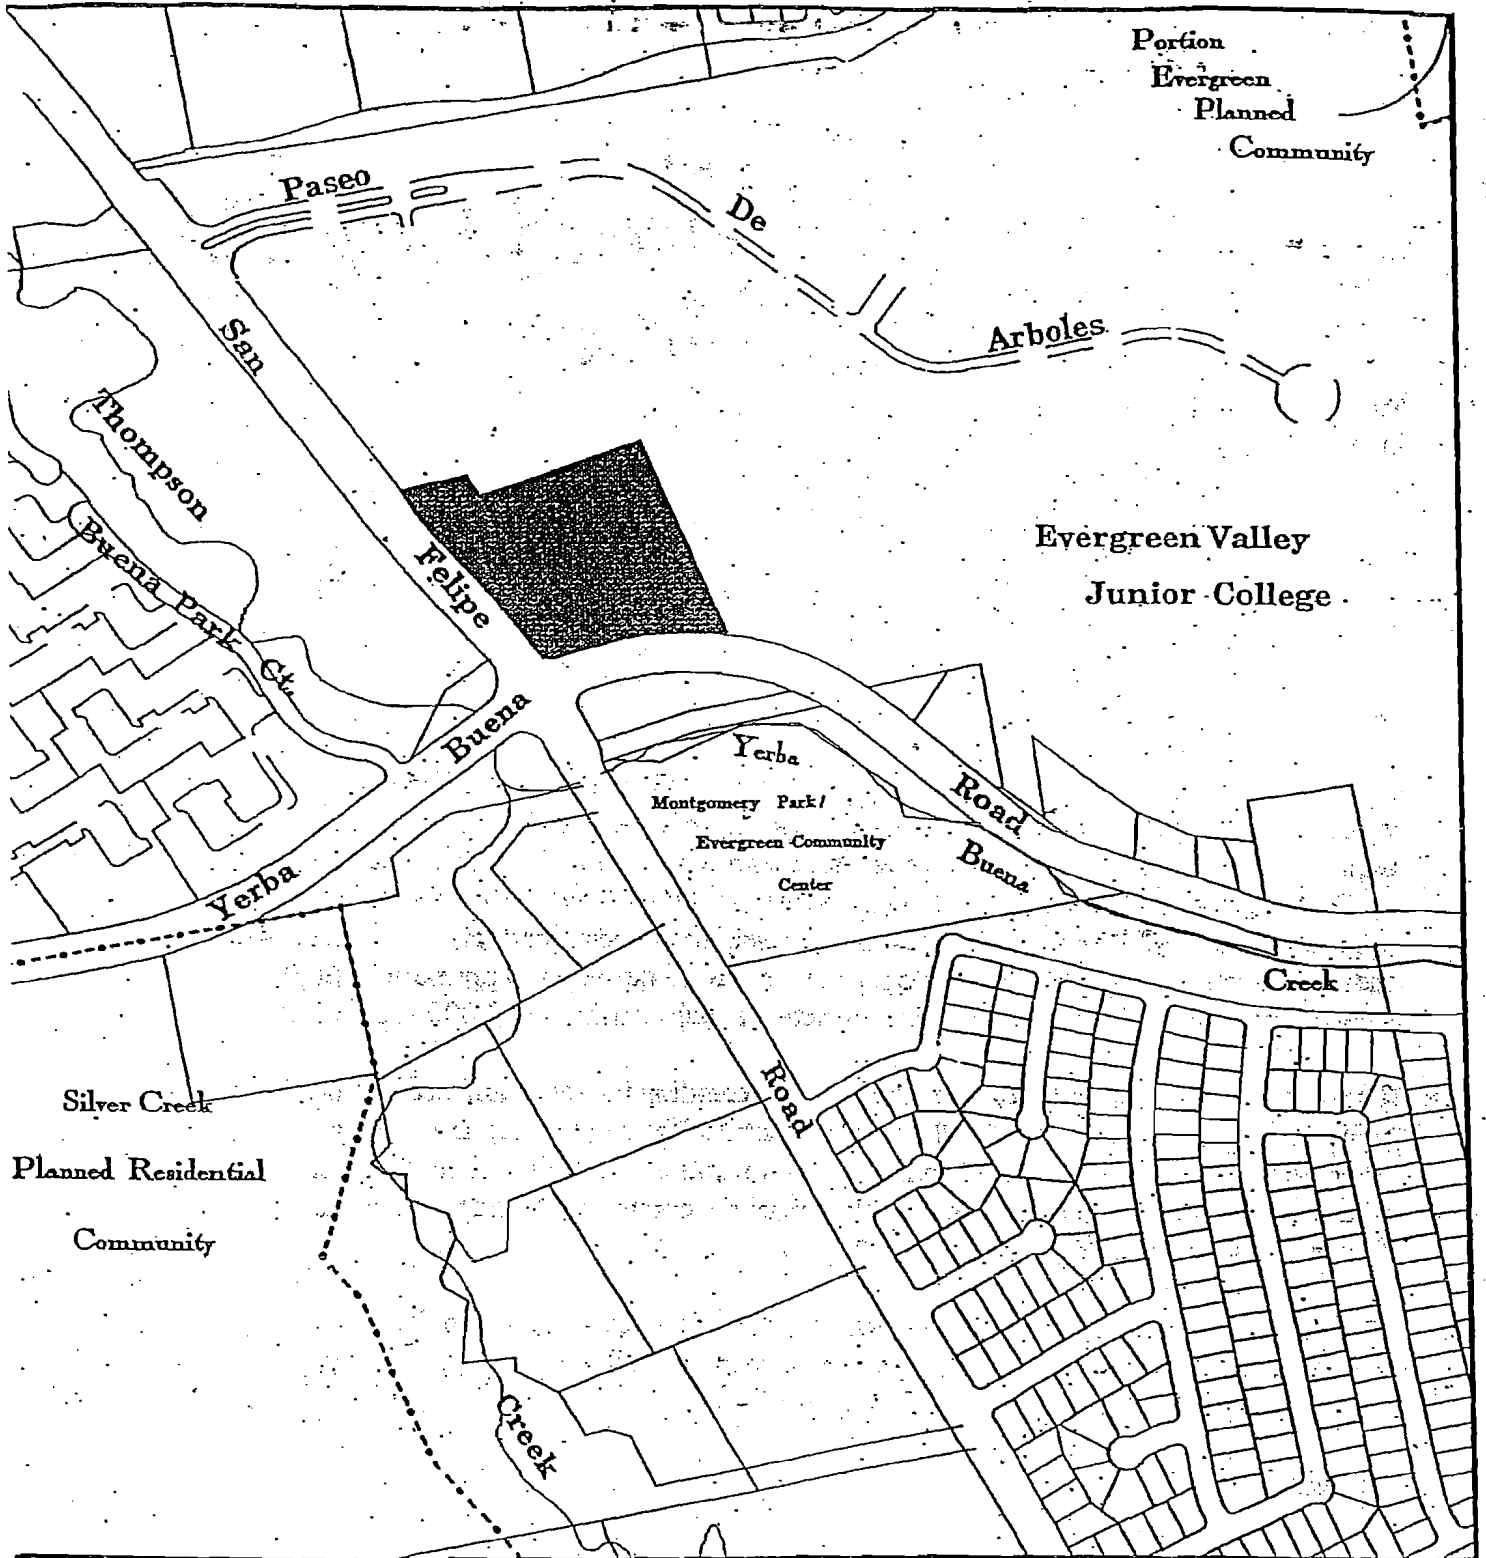 Portion
Evergreen
Planned
Community
Paseo
De
Arboles
San
Thompson
Felipe
Evergreen Valley
Junior College
Buena Park Ct.
Buena
Yerba
Road
Montgomery Park/
Evergreen Community
Center
Buena
Yerba
Creek
Road
Silver Creek
Planned Residential
Community
Creek